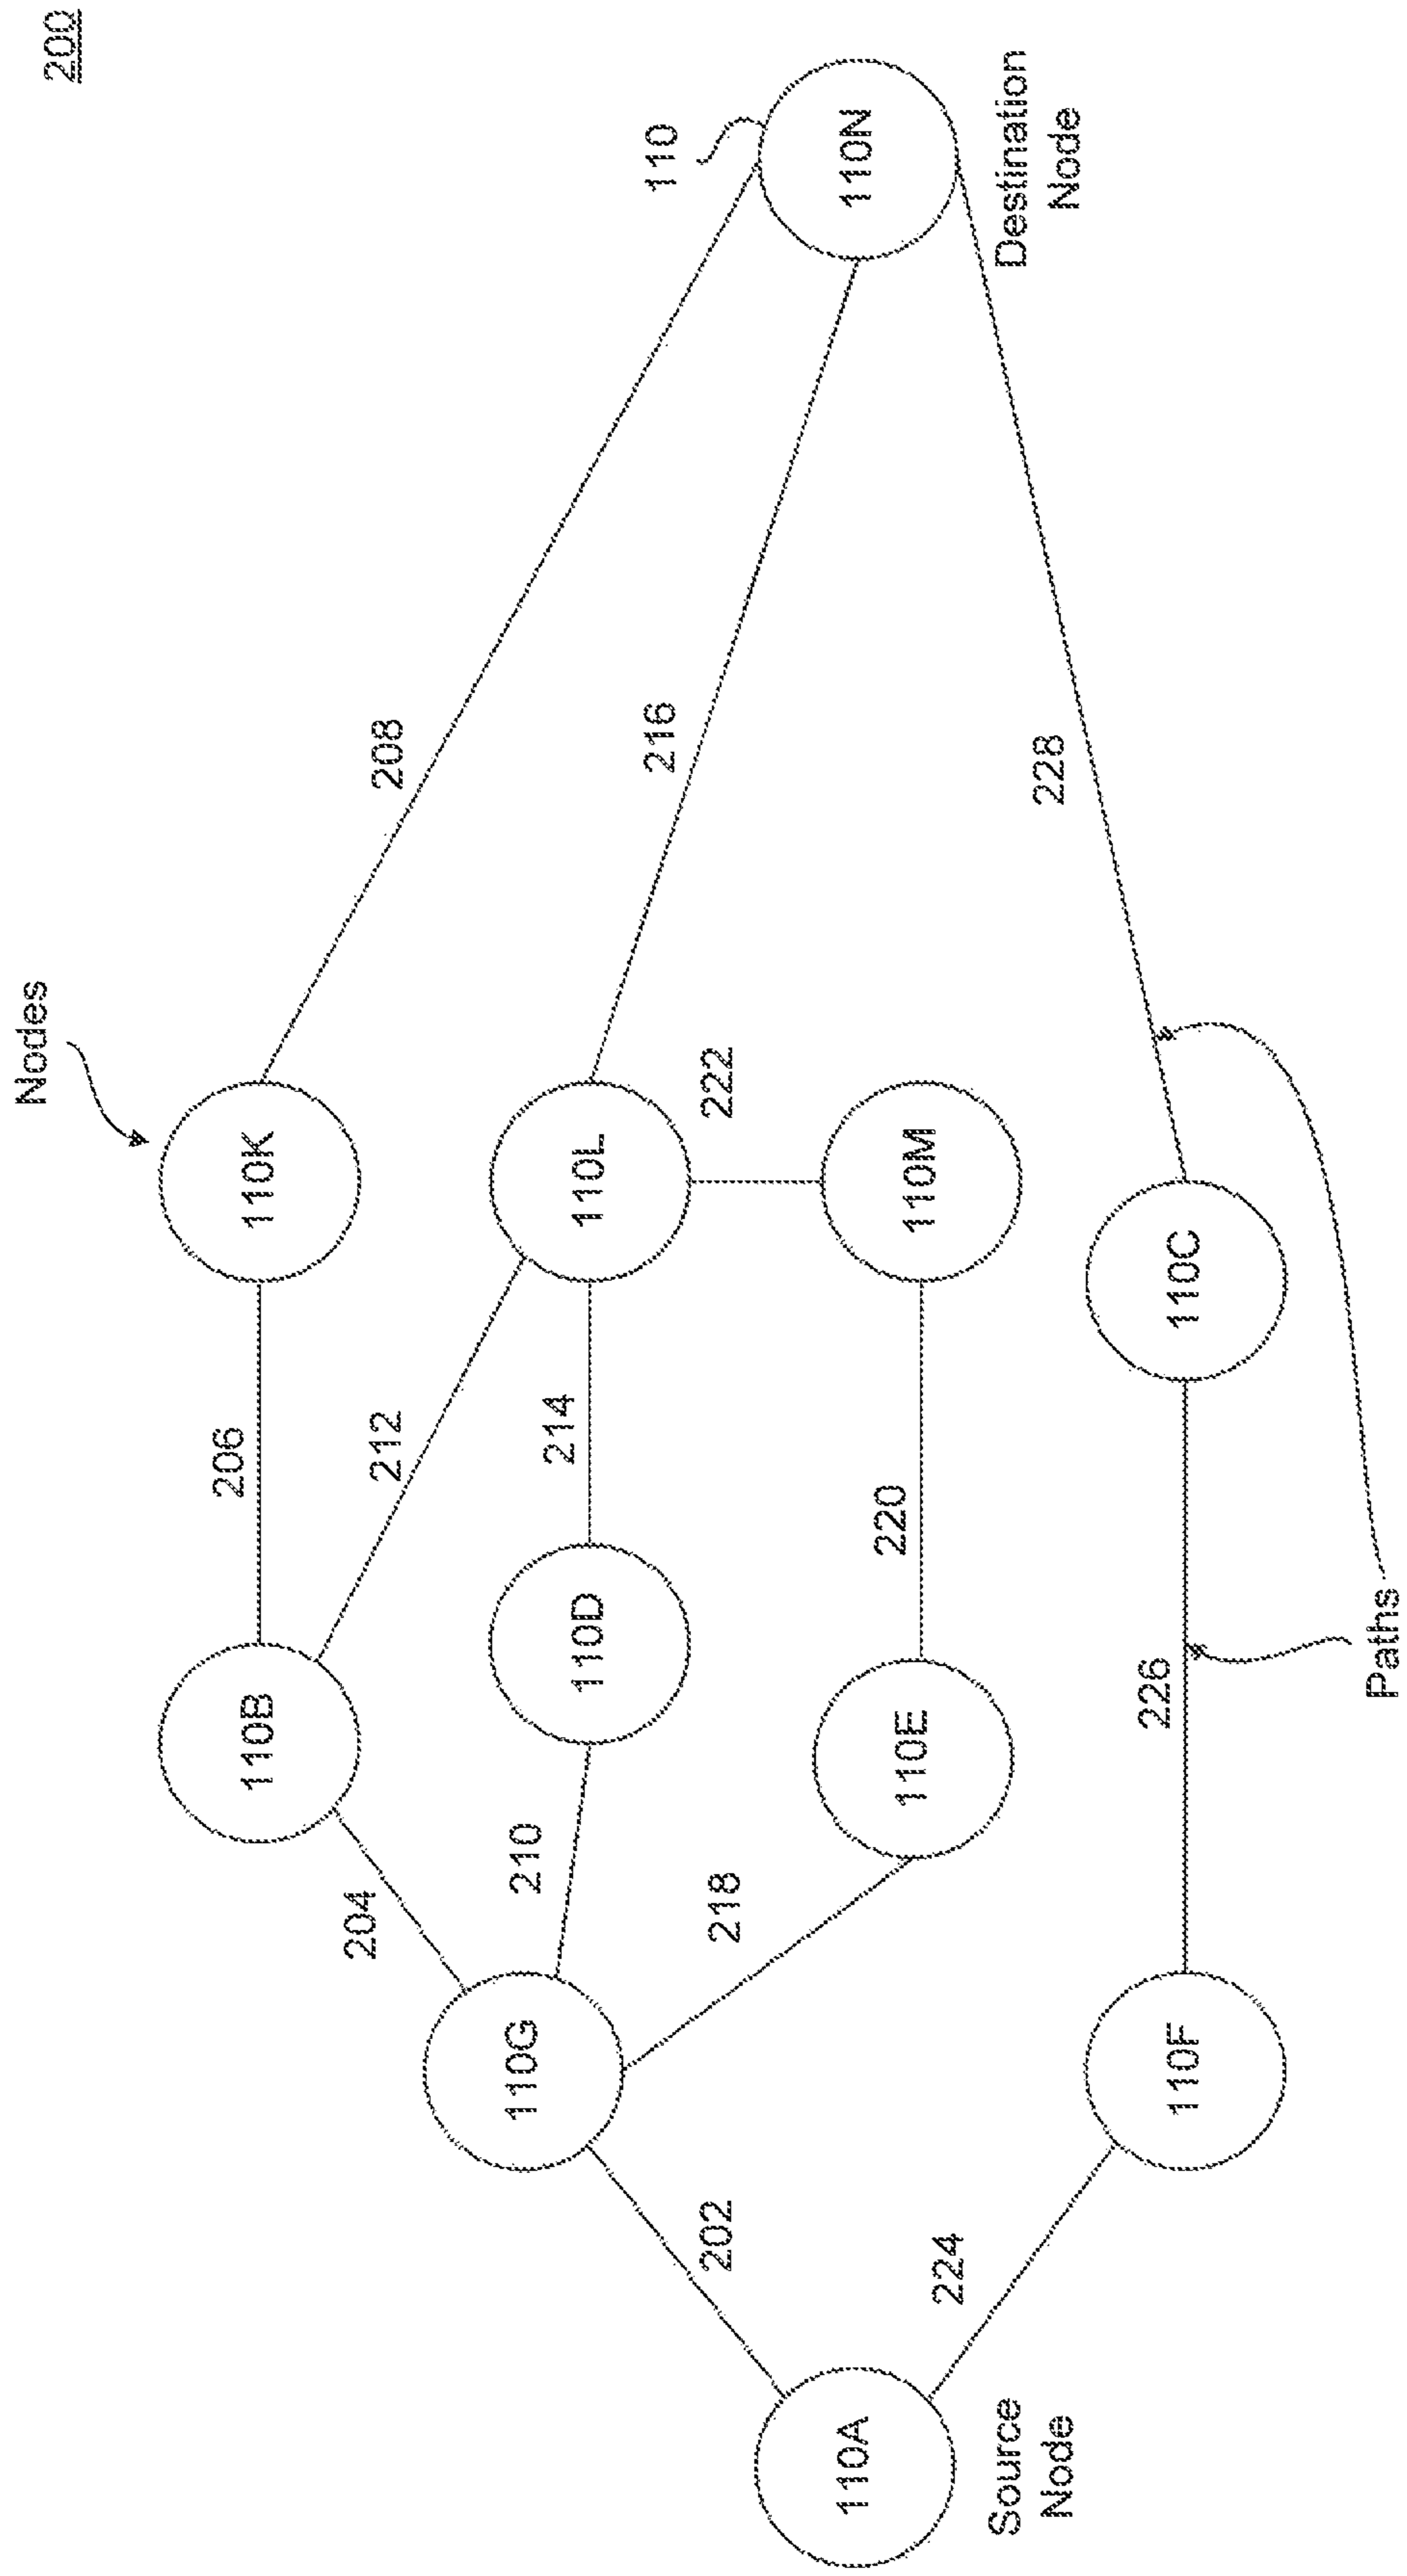 200
Nodes
110K
208
110
110N
Destination
Node
206
110B
212
110L
216
222
204
214
110D
210
110G
218
110M
220
110E
228
202
110A
Source
Node
224
110C
226
110F
Paths